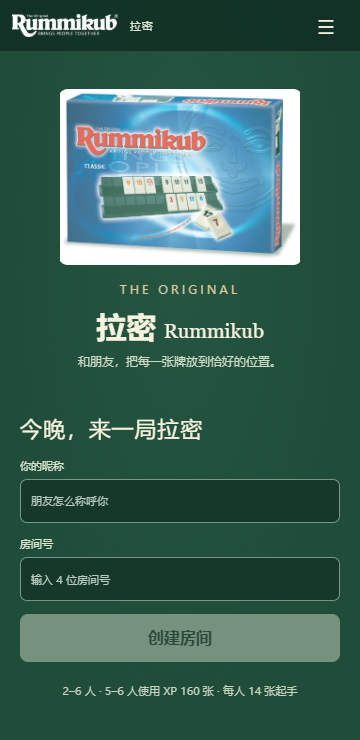 The Original
Rummikub
BRINGS PEOPLE TOGETHER
拉密
Rummikub
CLASSIC
THE ORIGINAL
拉密 Rummikub
和朋友，把每一张牌放到恰好的位置。
今晚，来一局拉密
你的昵称
朋友怎么称呼你
房间号
输入 4 位房间号
创建房间
2–6 人 · 5–6 人使用 XP 160 张 · 每人 14 张起手